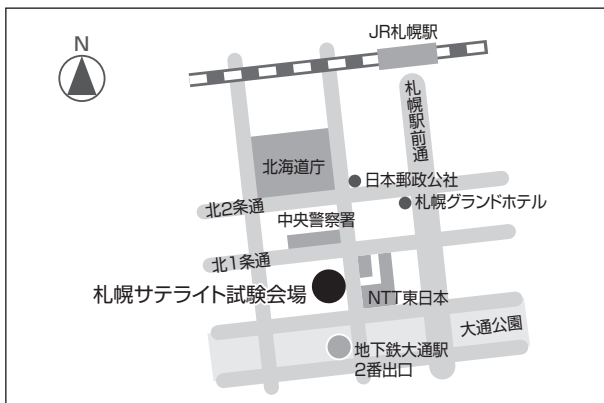 N
JR札幌駅
札幌駅前通
北海道庁
日本郵政公社
札幌グランドホテル
北2条通
中央警察署
北1条通
札幌サテライト試験会場
NTT東日本
大通公園
地下鉄大通駅
2番出口